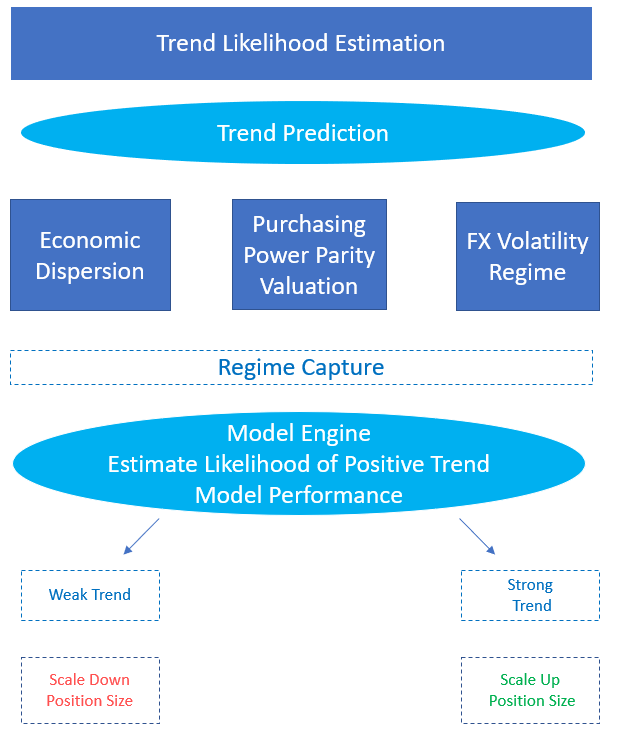 Trend Likelihood Estimation
Trend Prediction
Economic
Dispersion
Purchasing
Power Parity
Valuation
FX Volatility
Regime
Regime Capture
Model Engine
Estimate Likelihood of Positive Trend
Model Performance
Weak Trend
Strong
Trend
Scale Down
Position Size
Scale Up
Position Size